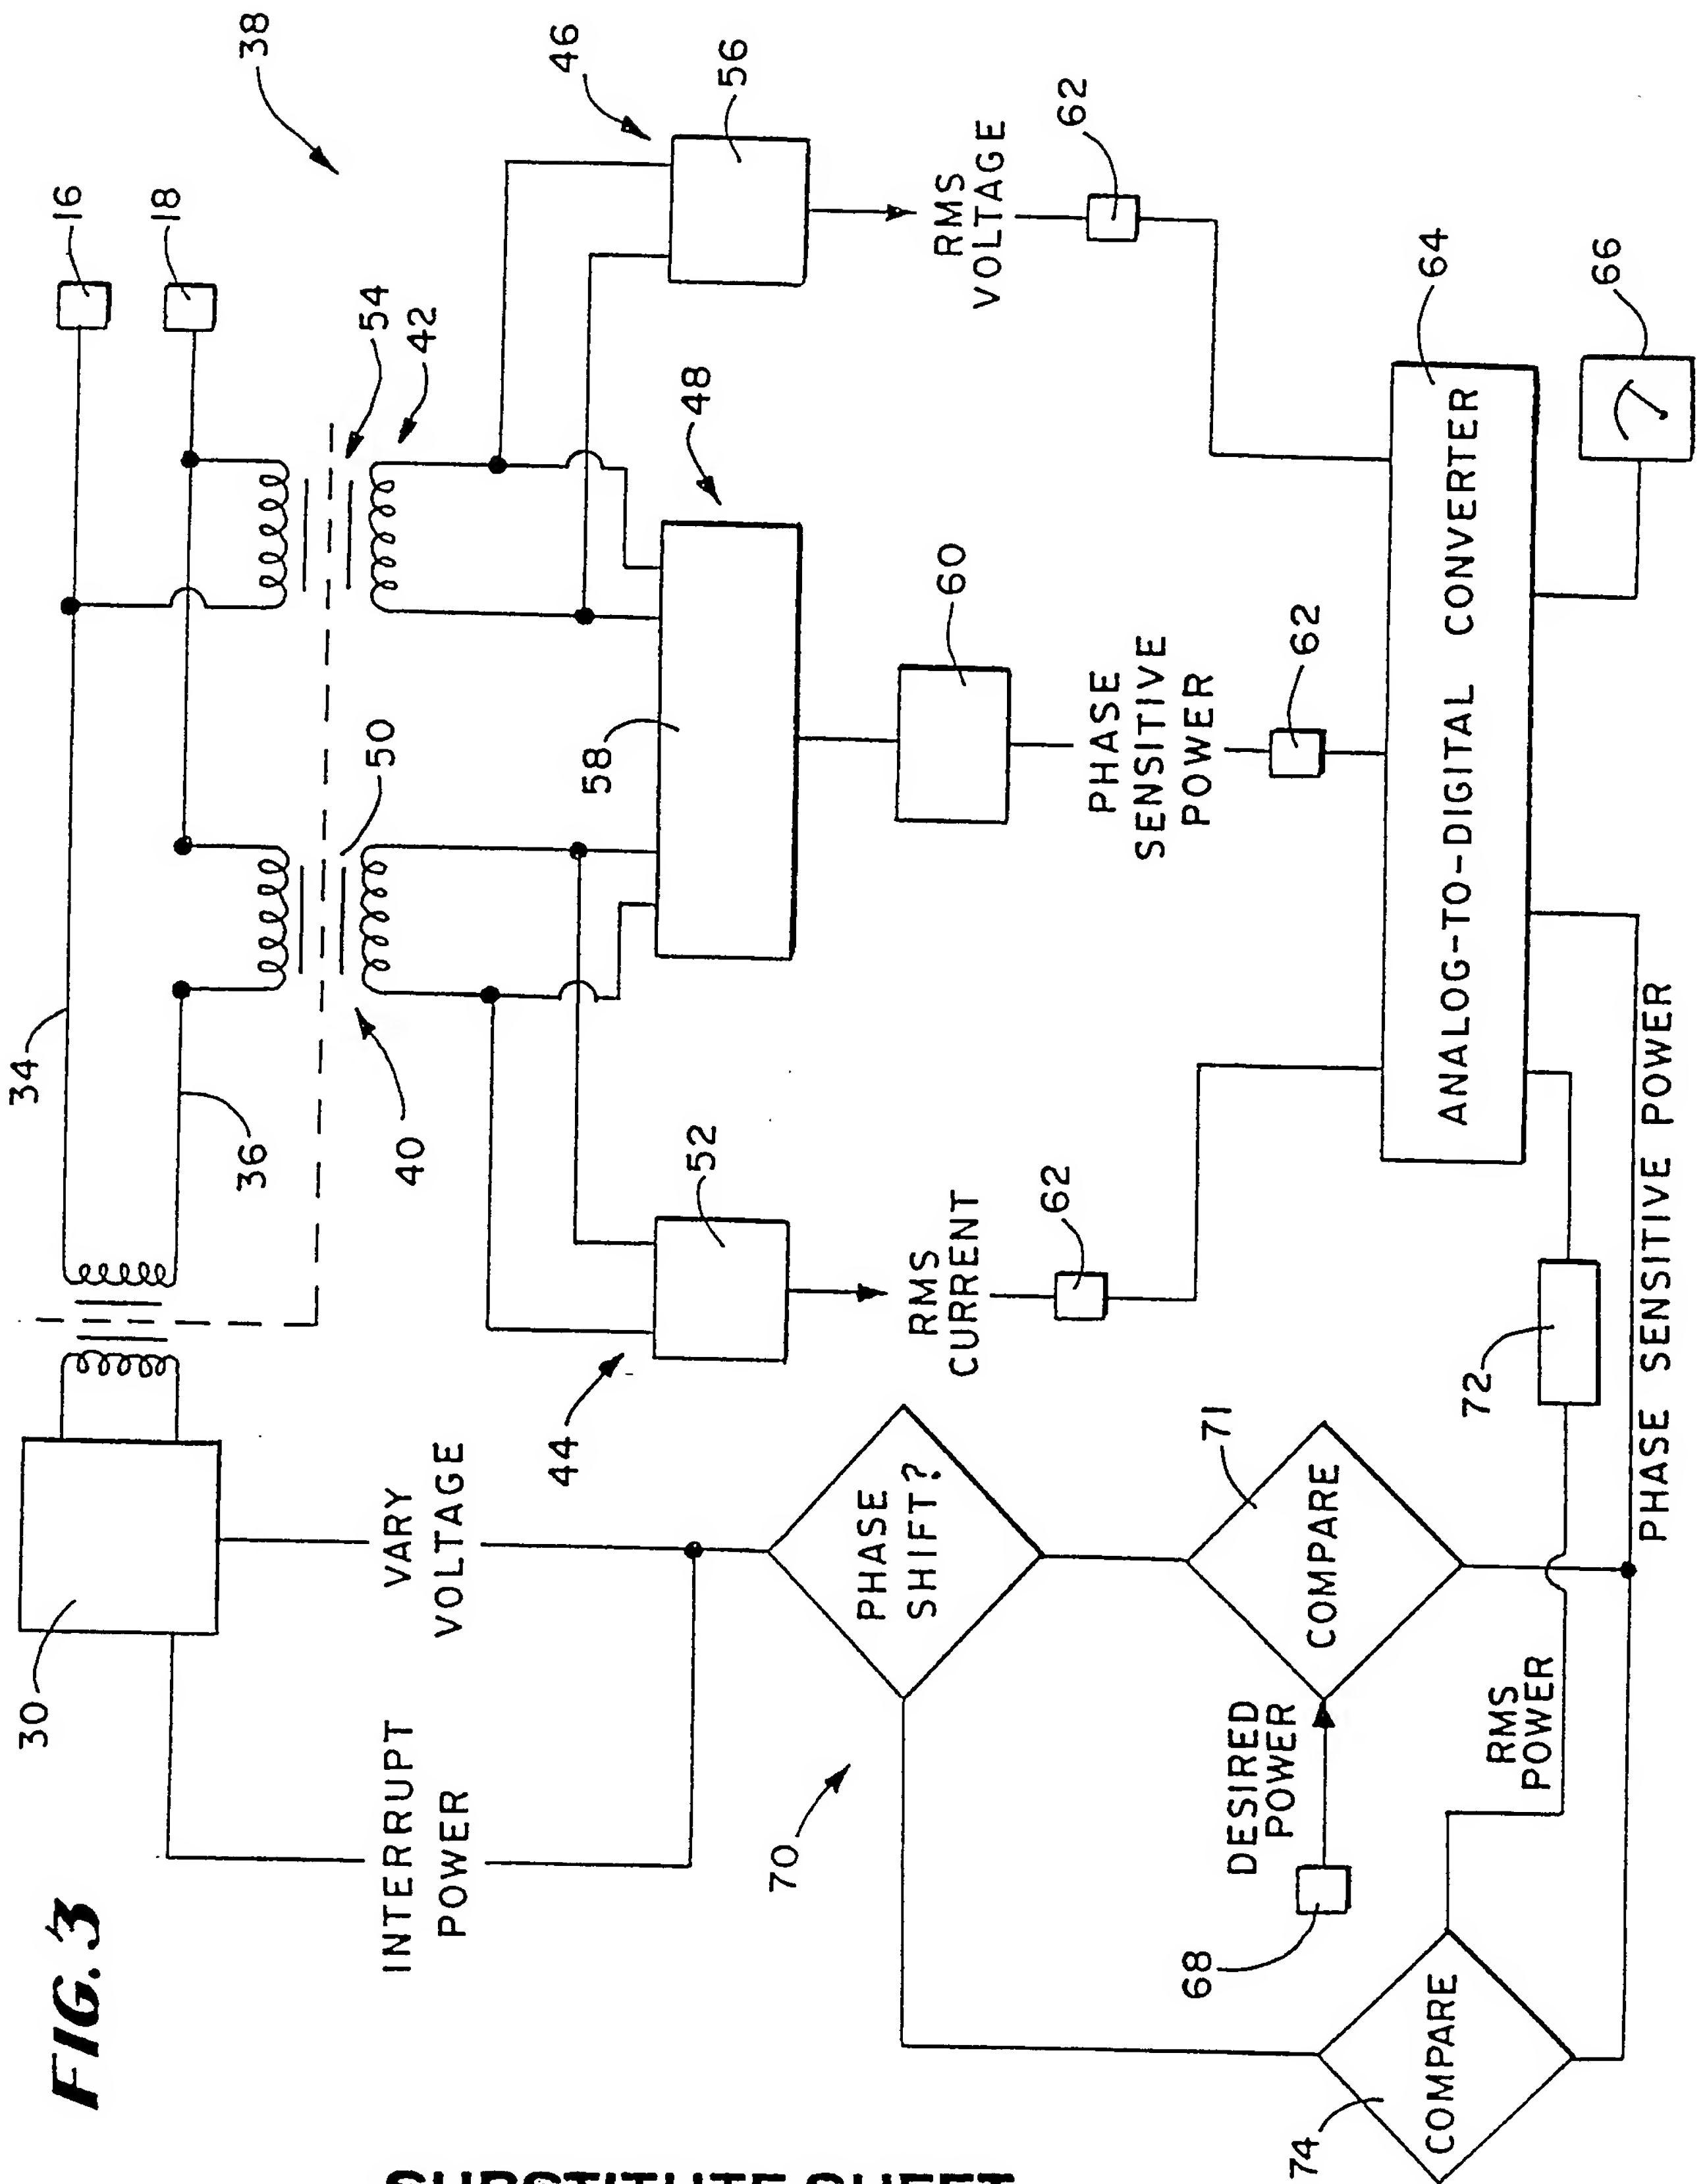 FIG. 3
30
34
36
16
18
38
54
42
50
40
46
56
48
58
52
44
60
INTERRUPT
POWER
VARY
VOLTAGE
RMS
CURRENT
62
PHASE
SENSITIVE
POWER
62
RMS
VOLTAGE
62
70
PHASE
SHIFT?
71
COMPARE
DESIRED
POWER
68
74
COMPARE
RMS
POWER
72
ANALOG-TO-DIGITAL CONVERTER
64
66
PHASE SENSITIVE POWER
SUBSTITUTE SHEET